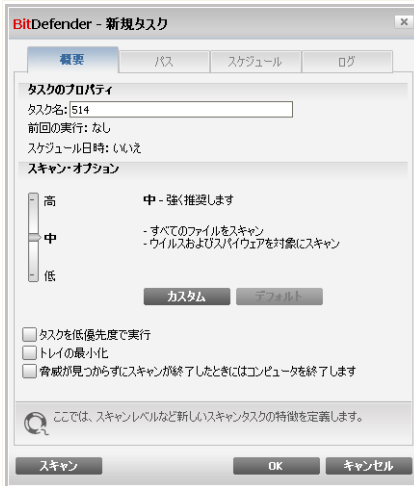 BitDefender - 新規タスク
概要 パス スケジュール ログ
タスクのプロパティ
タスク名: 514
前回の実行: なし
スケジュール日時: いいえ
スキャン・オプション
高
中
低
中 - 強く推奨します
- すべてのファイルをスキャン
- ウイルスおよびスパイウェアを対象にスキャン
カスタム デフォルト
タスクを低優先度で実行
トレイの最小化
脅威が見つからずにスキャンが終了したときにはコンピュータを終了します
ここでは、スキャンレベルなど新しいスキャンタスクの特徴を定義します。
スキャン OK キャンセル